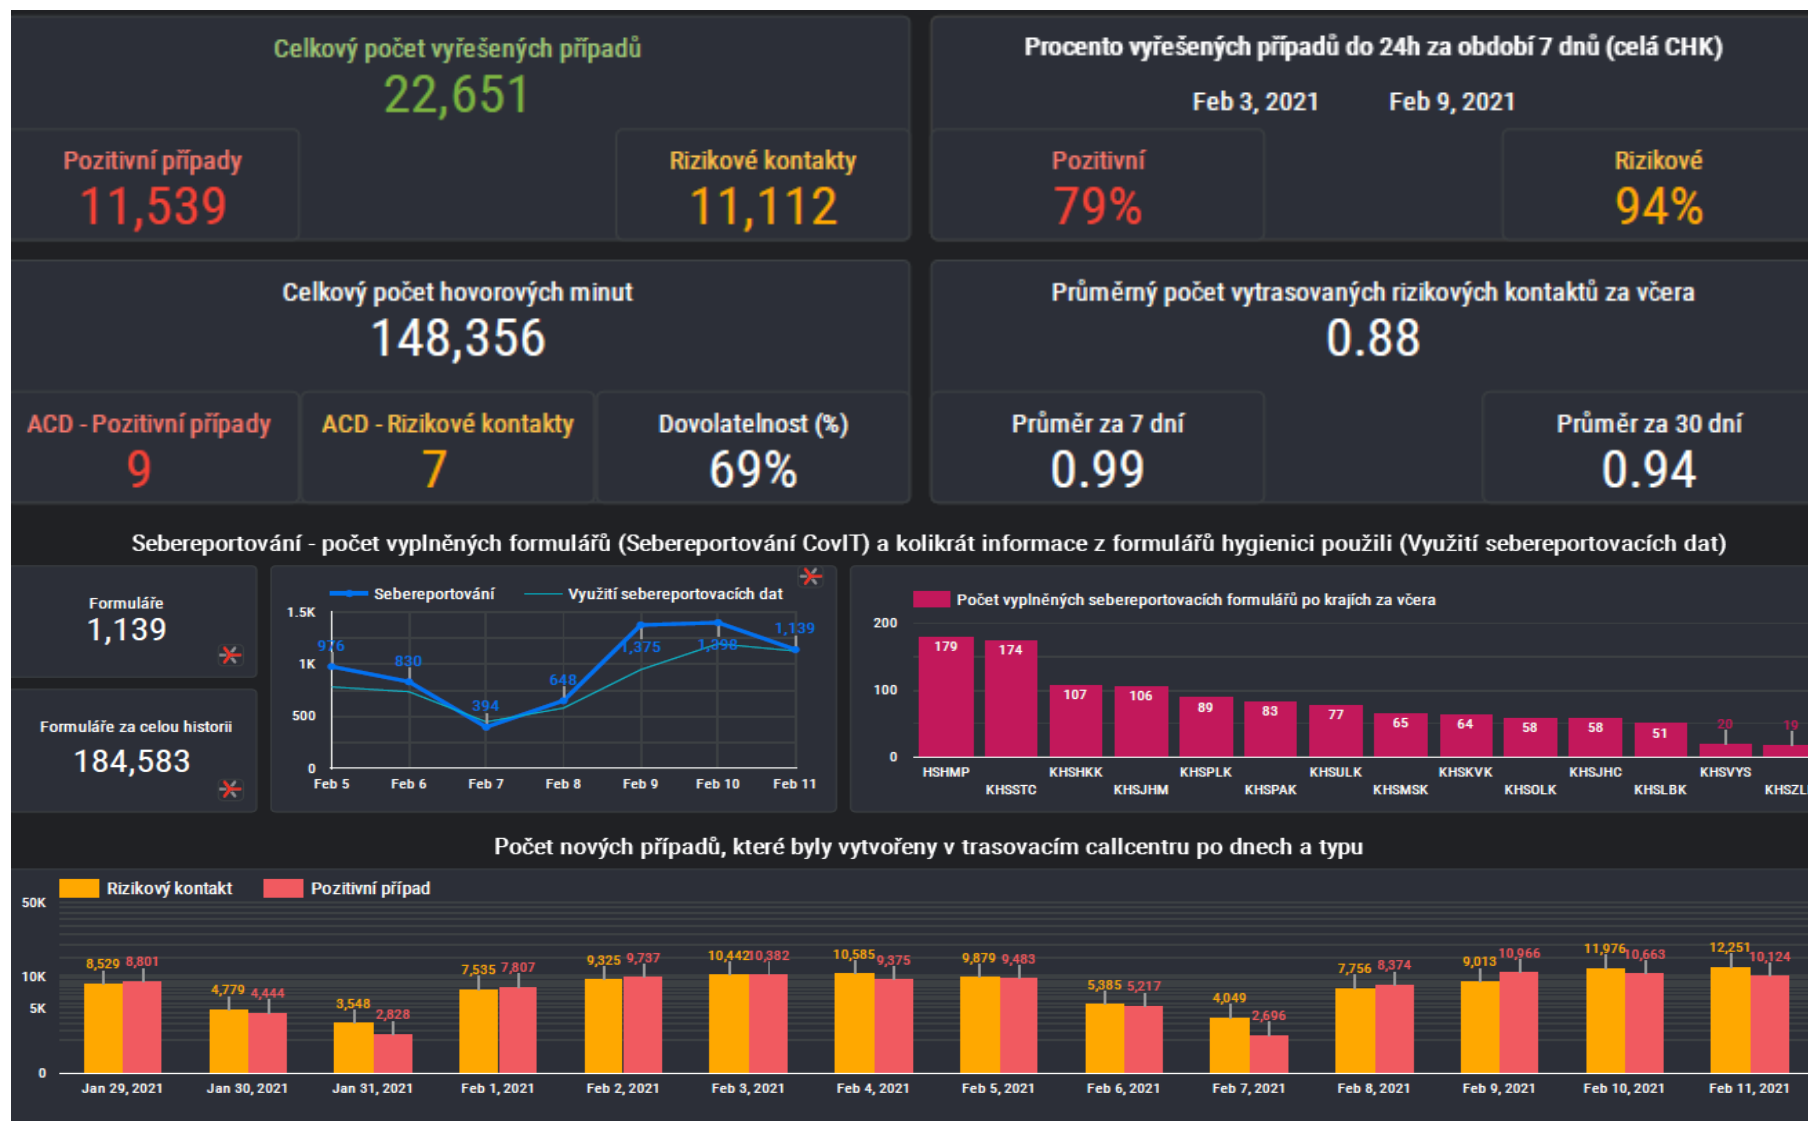 Celkový počet vyřešených případů
22,651
Pozitivní případy
11,539
Rizikové kontakty
11,112
Procento vyřešených případů do 24h za období 7 dnů (celá CHK)
Feb 3, 2021 Feb 9, 2021
Pozitivní
79%
Rizikové
94%
Celkový počet hovorových minut
148,356
ACD - Pozitivní případy
9
ACD - Rizikové kontakty
7
Dovolatelnost (%)
69%
Průměrný počet vytrasovaných rizikových kontaktů za včera
0.88
Průměr za 7 dní
0.99
Průměr za 30 dní
0.94
Sebereportování - počet vyplněných formulářů (Sebereportování CovIT) a kolikrát informace z formulářů hygienici použili (Využití sebereportovacích dat)
Formuláře
1,139
Formuláře za celou historii
184,583
Sebereportování Využití sebereportovacích dat
1.5K
1K
500
0
976 830 394 648 1,375 1,398 1,139
Feb 5 Feb 6 Feb 7 Feb 8 Feb 9 Feb 10 Feb 11
Počet vyplněných sebereportovacích formulářů po krajích za včera
200
100
0
179 174 107 106 89 83 77 65 64 58 58 51 20 19
HSHMP KHSHKK KHSPLK KHSULK KHSKVK KHSJHC KHSVYS
KHSSTC KHSJHM KHSPAK KHSMSK KHSOLK KHSLBK
Počet nových případů, které byly vytvořeny v trasovacím callcentru po dnech a typu
Rizikový kontakt Pozitivní případ
50K
10K
5K
0
8,529 8,801 4,779 4,444 3,548 2,828 7,535 7,807 9,325 9,737 10,442 10,382 10,585 9,375 9,879 9,483 5,385 5,217 4,049 2,696 7,756 8,374 9,013 10,966 11,976 10,663 12,251 10,124
Jan 29, 2021 Jan 30, 2021 Jan 31, 2021 Feb 1, 2021 Feb 2, 2021 Feb 3, 2021 Feb 4, 2021 Feb 5, 2021 Feb 6, 2021 Feb 7, 2021 Feb 8, 2021 Feb 9, 2021 Feb 10, 2021 Feb 11, 2021